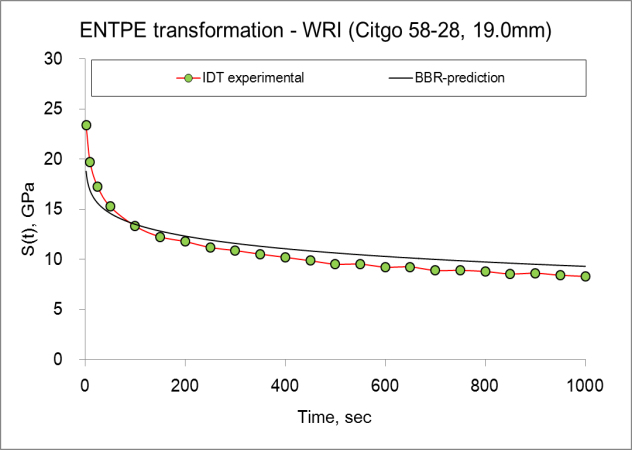 ENTPE transformation - WRI (Citgo 58-28, 19.0mm)
IDT experimental
BBR-prediction
30
25
20
15
10
5
0
S(t), GPa
0 200 400 600 800 1000
Time, sec